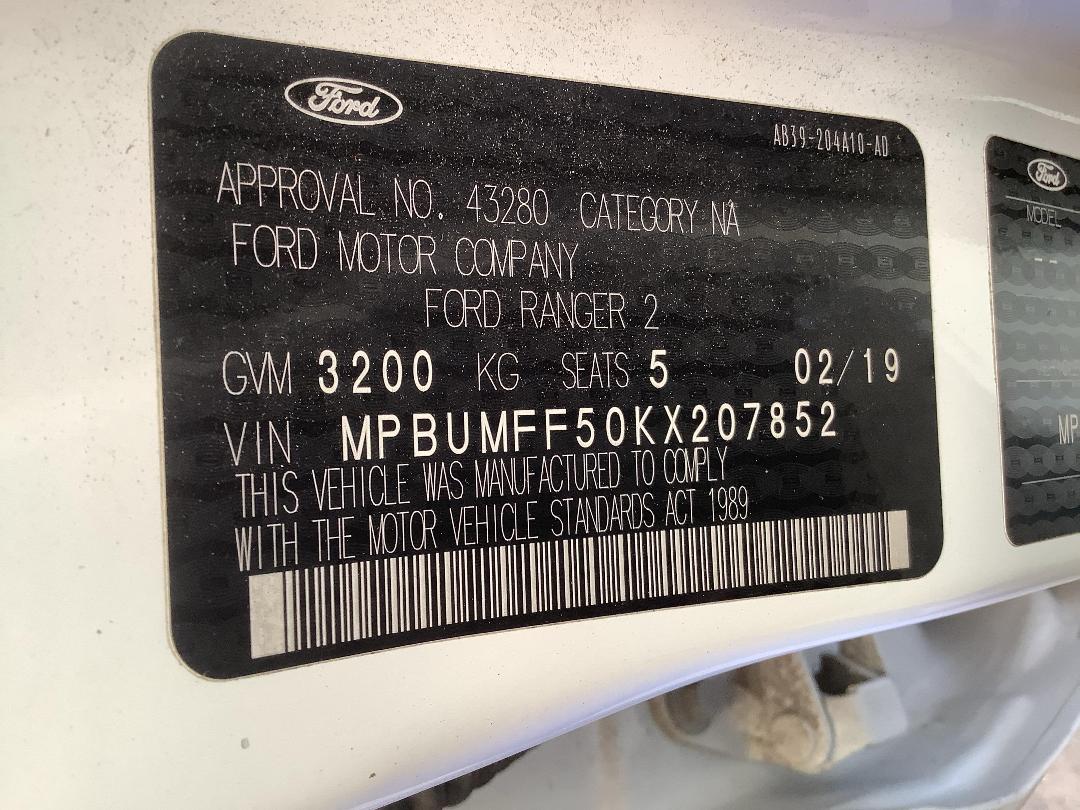 Ford
AB39-204A10-AD
APPROVAL NO. 43280 CATEGORY NA
FORD MOTOR COMPANY
FORD RANGER 2
GVM 3200 KG SEATS 5 02/19
VIN MPBUMFF50KX207852
THIS VEHICLE WAS MANUFACTURED TO COMPLY
WITH THE MOTOR VEHICLE STANDARDS ACT 1989
Ford
MODEL
MP